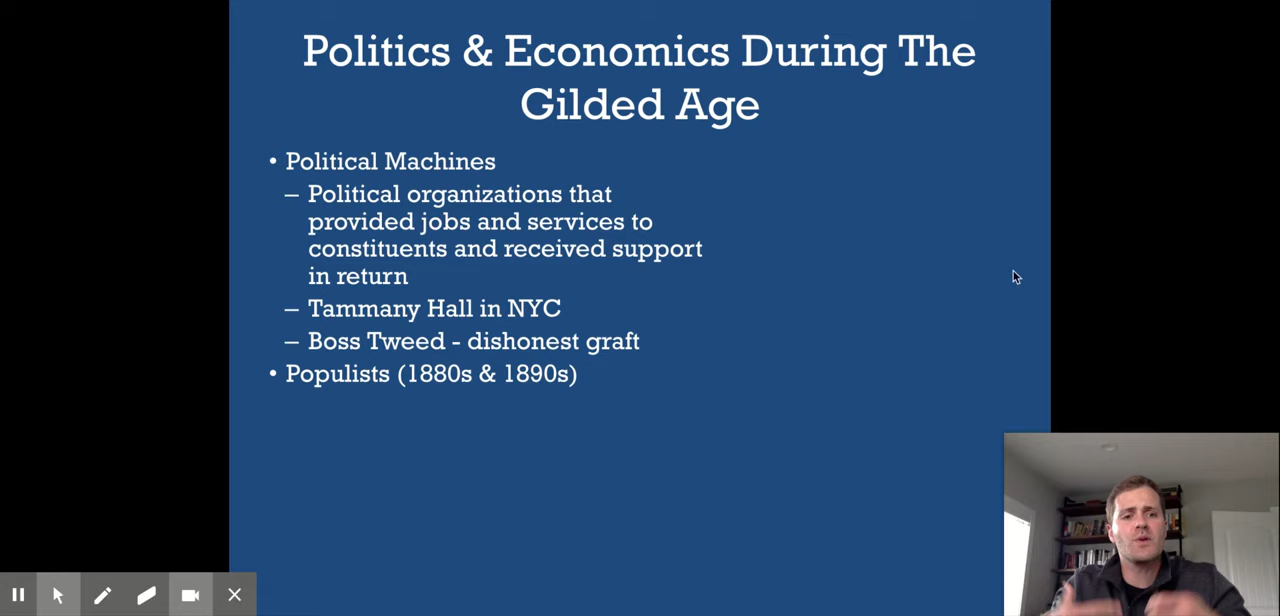 Politics & Economics During The
Gilded Age
• Political Machines
– Political organizations that
provided jobs and services to
constituents and received support
in return
– Tammany Hall in NYC
– Boss Tweed - dishonest graft
• Populists (1880s & 1890s)